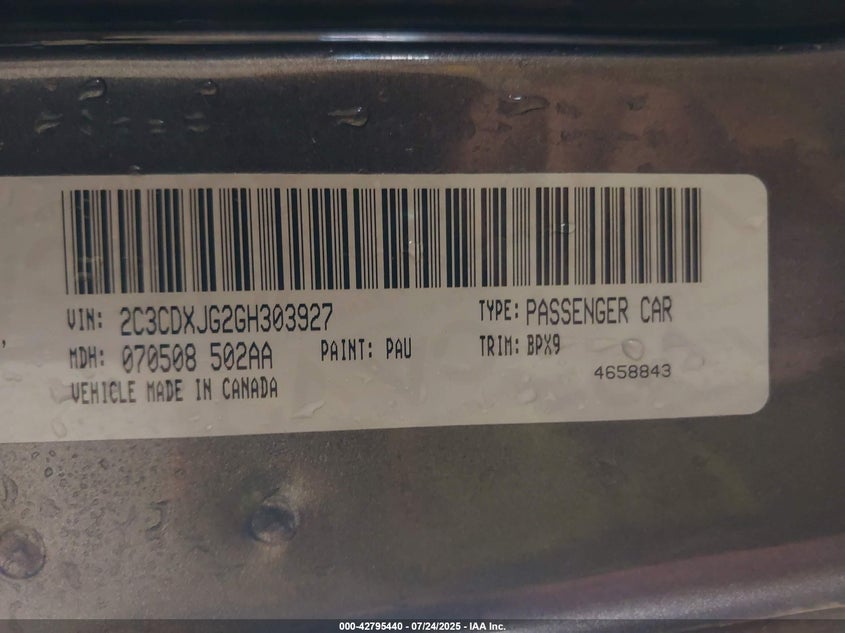 VIN: 2C3CDXJG2GH303927 TYPE: PASSENGER CAR
MDH: 070508 502AA PAINT: PAU TRIM: BPX9
4658843
VEHICLE MADE IN CANADA
000-42795440 - 07/24/2025 - IAA Inc.